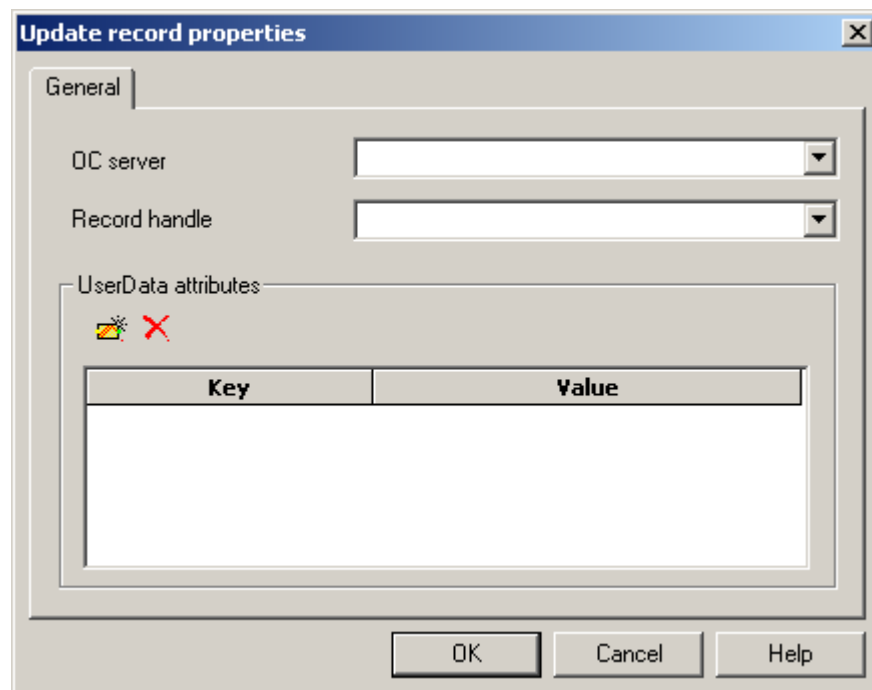 Update record properties
General
OC server
Record handle
UserData attributes
Key Value
OK Cancel Help